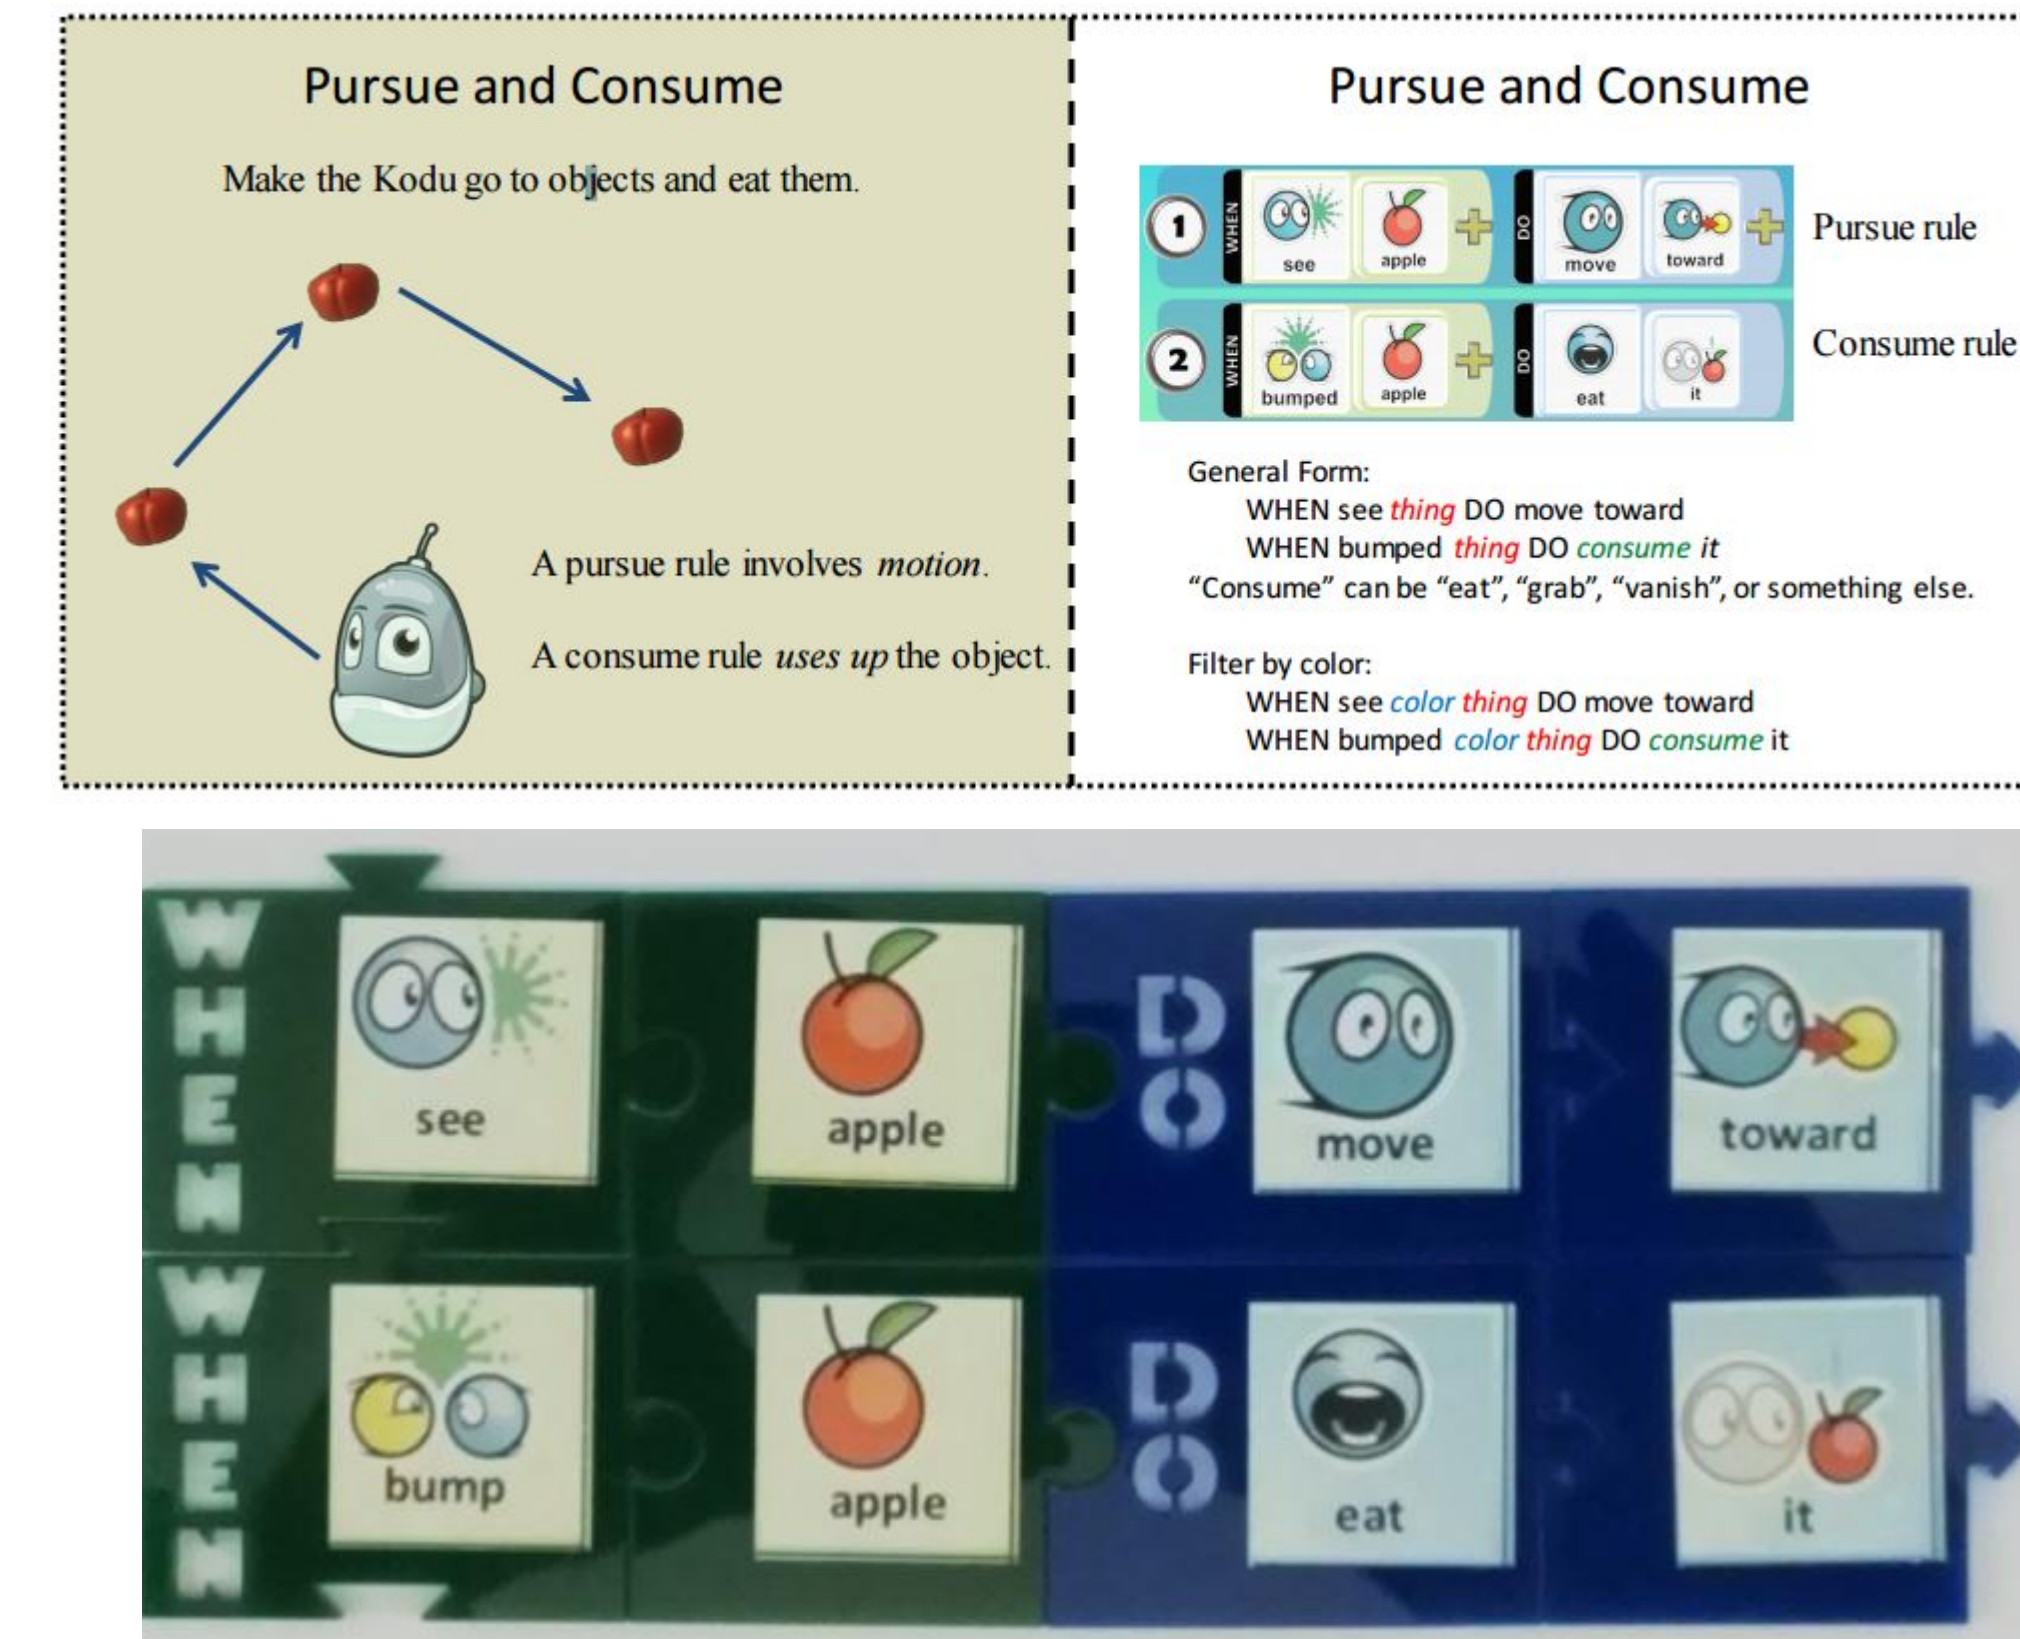 Pursue and Consume
Make the Kodu go to objects and eat them.
A pursue rule involves motion.
A consume rule uses up the object.
Pursue and Consume
1 WHEN see apple DO move toward
Pursue rule
2 WHEN bumped apple DO eat it
Consume rule
General Form:
WHEN see thing DO move toward
WHEN bumped thing DO consume it
“Consume” can be “eat”, “grab”, “vanish”, or something else.
Filter by color:
WHEN see color thing DO move toward
WHEN bumped color thing DO consume it
WHEN see apple DO move toward
WHEN bump apple DO eat it